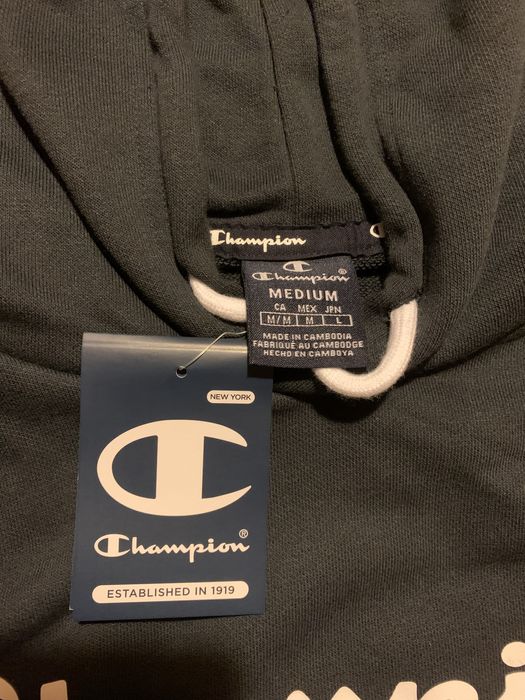 Champion
Champion®
MEDIUM
CA MEX JPN
M/M M L
MADE IN CAMBODIA
FABRIQUÉ AU CAMBODGE
HECHO EN CAMBOYA
NEW YORK
Champion®
ESTABLISHED IN 1919